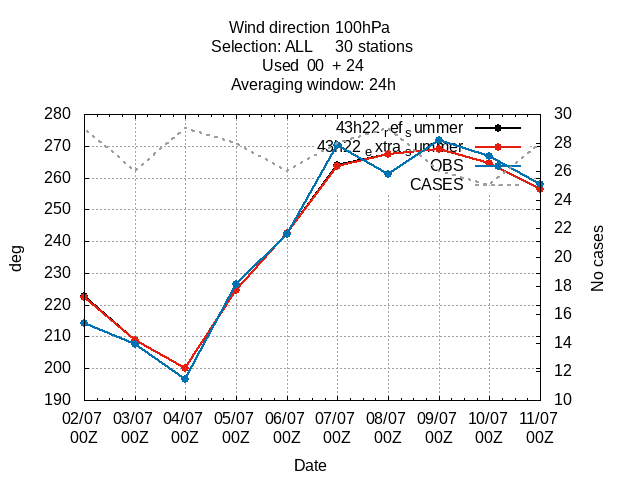 Wind direction 100hPa
Selection: ALL 30 stations
Used 00 + 24
Averaging window: 24h
280 30
270 28
260 26
250 24
240 22
230 20
220 18
210 16
200 14
190 12
10
43h22refsummer
43h22extrasummer
OBS
CASES
deg
No cases
02/07 03/07 04/07 05/07 06/07 07/07 08/07 09/07 10/07 11/07
00Z 00Z 00Z 00Z 00Z 00Z 00Z 00Z 00Z 00Z
Date